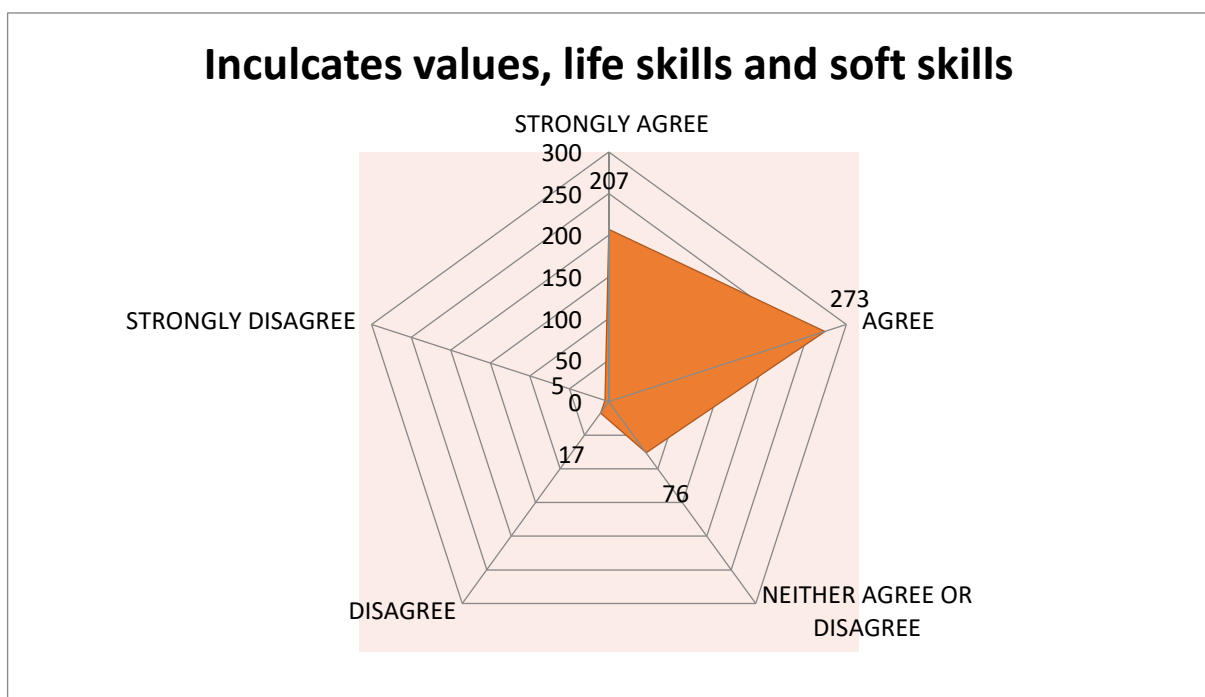 Inculcates values, life skills and soft skills
STRONGLY AGREE
300
207
250
200
150
100
50
0
273
AGREE
STRONGLY DISAGREE
5
17
76
DISAGREE
NEITHER AGREE OR
DISAGREE